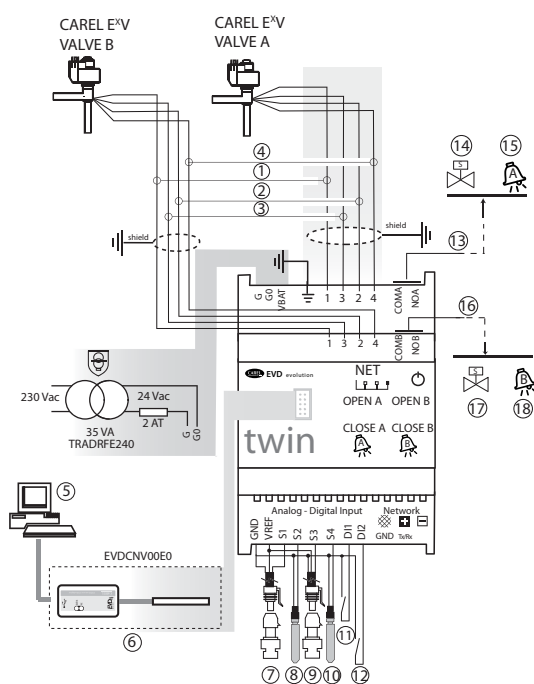 CAREL EXV
VALVE B
CAREL EXV
VALVE A
14
15
S
A
4
1
2
3
shield
shield
13
G
G0
VBAT
1
3
2
4
COMA
NOA
16
1
3
2
4
COMB
NOB
S
B
17
18
CAREL
EVD evolution
NET
OPEN A
OPEN B
CLOSE A
CLOSE B
A
B
twin
230 Vac
24 Vac
2 AT
35 VA
TRADRFE240
G
G0
5
Analog - Digital Input
Network
GND
VREF
S1
S2
S3
S4
DI1
DI2
GND
Tx/Rx
EVDCNV00E0
6
7
8
9
10
11
12